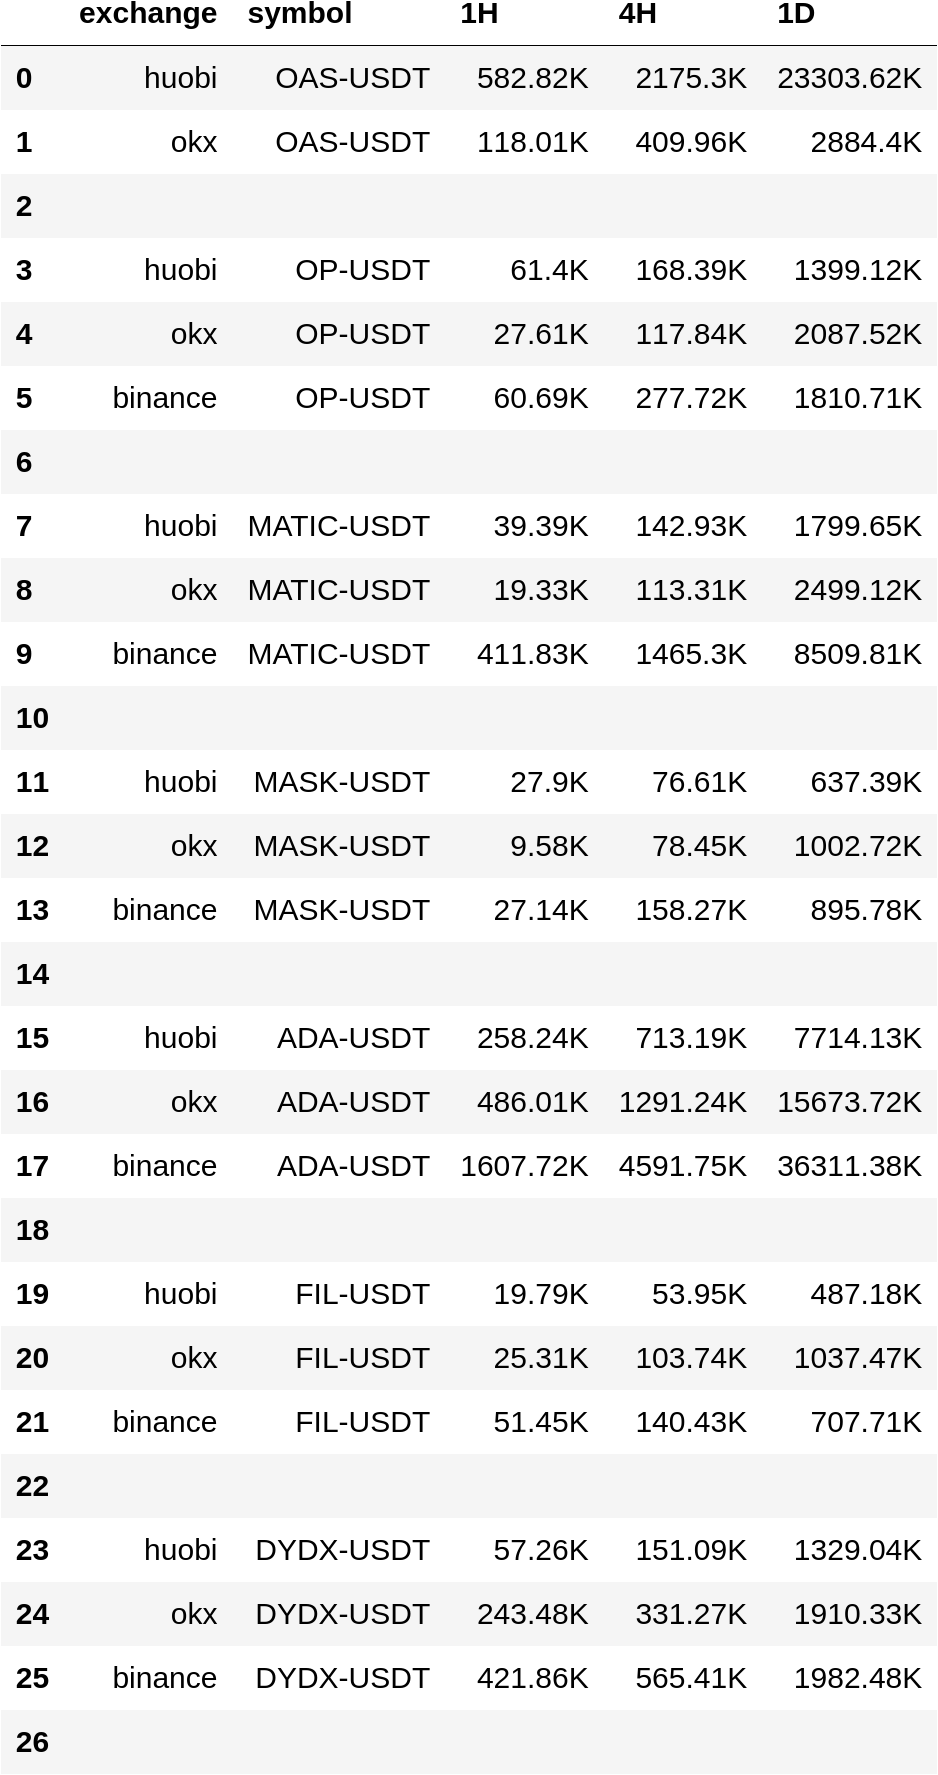 exchange symbol 1H 4H 1D
0 huobi OAS-USDT 582.82K 2175.3K 23303.62K
1 okx OAS-USDT 118.01K 409.96K 2884.4K
2
3 huobi OP-USDT 61.4K 168.39K 1399.12K
4 okx OP-USDT 27.61K 117.84K 2087.52K
5 binance OP-USDT 60.69K 277.72K 1810.71K
6
7 huobi MATIC-USDT 39.39K 142.93K 1799.65K
8 okx MATIC-USDT 19.33K 113.31K 2499.12K
9 binance MATIC-USDT 411.83K 1465.3K 8509.81K
10
11 huobi MASK-USDT 27.9K 76.61K 637.39K
12 okx MASK-USDT 9.58K 78.45K 1002.72K
13 binance MASK-USDT 27.14K 158.27K 895.78K
14
15 huobi ADA-USDT 258.24K 713.19K 7714.13K
16 okx ADA-USDT 486.01K 1291.24K 15673.72K
17 binance ADA-USDT 1607.72K 4591.75K 36311.38K
18
19 huobi FIL-USDT 19.79K 53.95K 487.18K
20 okx FIL-USDT 25.31K 103.74K 1037.47K
21 binance FIL-USDT 51.45K 140.43K 707.71K
22
23 huobi DYDX-USDT 57.26K 151.09K 1329.04K
24 okx DYDX-USDT 243.48K 331.27K 1910.33K
25 binance DYDX-USDT 421.86K 565.41K 1982.48K
26